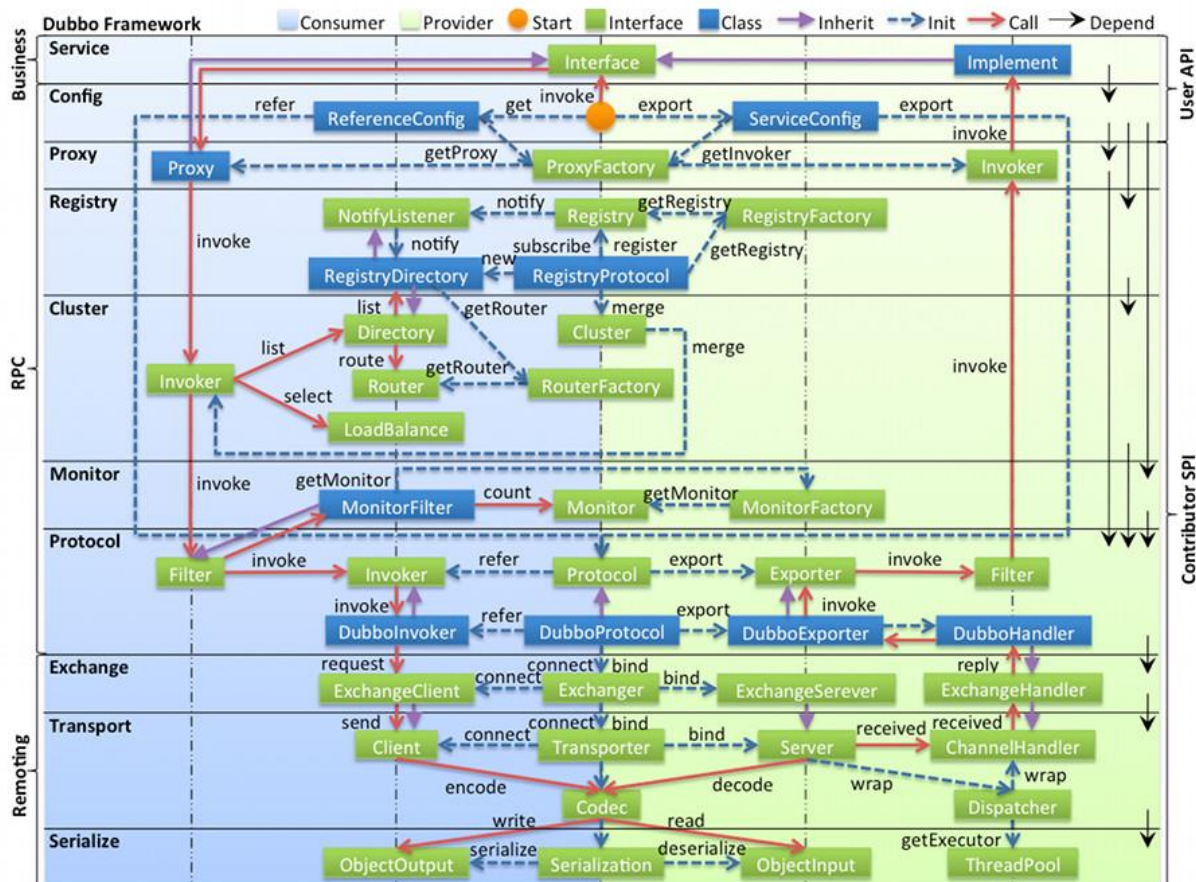 Dubbo Framework Consumer Provider Start Interface Class Inherit Init Call Depend
Business
Service
Interface
Implement
User API
Config
refer
ReferenceConfig
get
invoke
export
ServiceConfig
export
invoke
Proxy
Proxy
getProxy
ProxyFactory
getInvoker
Invoker
RPC
Registry
NotifyListener
notify
Registry
getRegistry
RegistryFactory
invoke
notify
subscribe
register
getRegistry
RegistryDirectory
new
RegistryProtocol
Cluster
list
getRouter
merge
Directory
Cluster
list
merge
route
getRouter
invoke
Invoker
Router
RouterFactory
select
LoadBalance
Contributor SPI
Monitor
invoke
getMonitor
MonitorFilter
count
Monitor
getMonitor
MonitorFactory
Protocol
Filter
invoke
Invoker
refer
Protocol
export
Exporter
invoke
Filter
invoke
refer
export
invoke
DubboInvoker
DubboProtocol
DubboExporter
DubboHandler
Remoting
Exchange
request
connect
bind
reply
ExchangeClient
connect
Exchanger
bind
ExchangeSerever
ExchangeHandler
Transport
send
connect
bind
received
received
Client
connect
Transporter
bind
Server
ChannelHandler
encode
decode
wrap
wrap
Codec
Dispatcher
write
read
Serialize
getExecutor
ObjectOutput
serialize
Serialization
deserialize
ObjectInput
ThreadPool